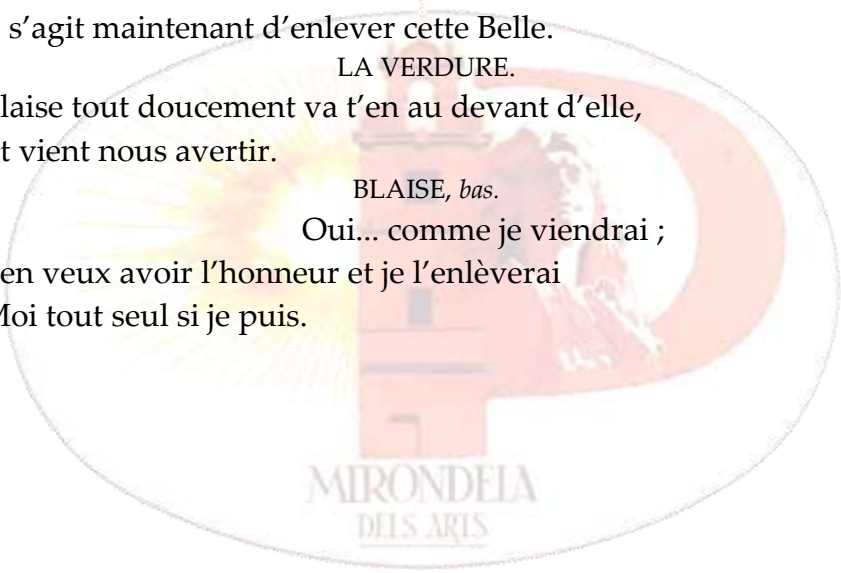 s’agit maintenant d’enlever cette Belle.
LA VERDURE.
laise tout doucement va t’en au devant d’elle,
t vient nous avertir.
BLAISE, bas.
Oui... comme je viendrai ;
en veux avoir l’honneur et je l’enlèverai
Moi tout seul si je puis.
MIRONDELA
DELS ARTS